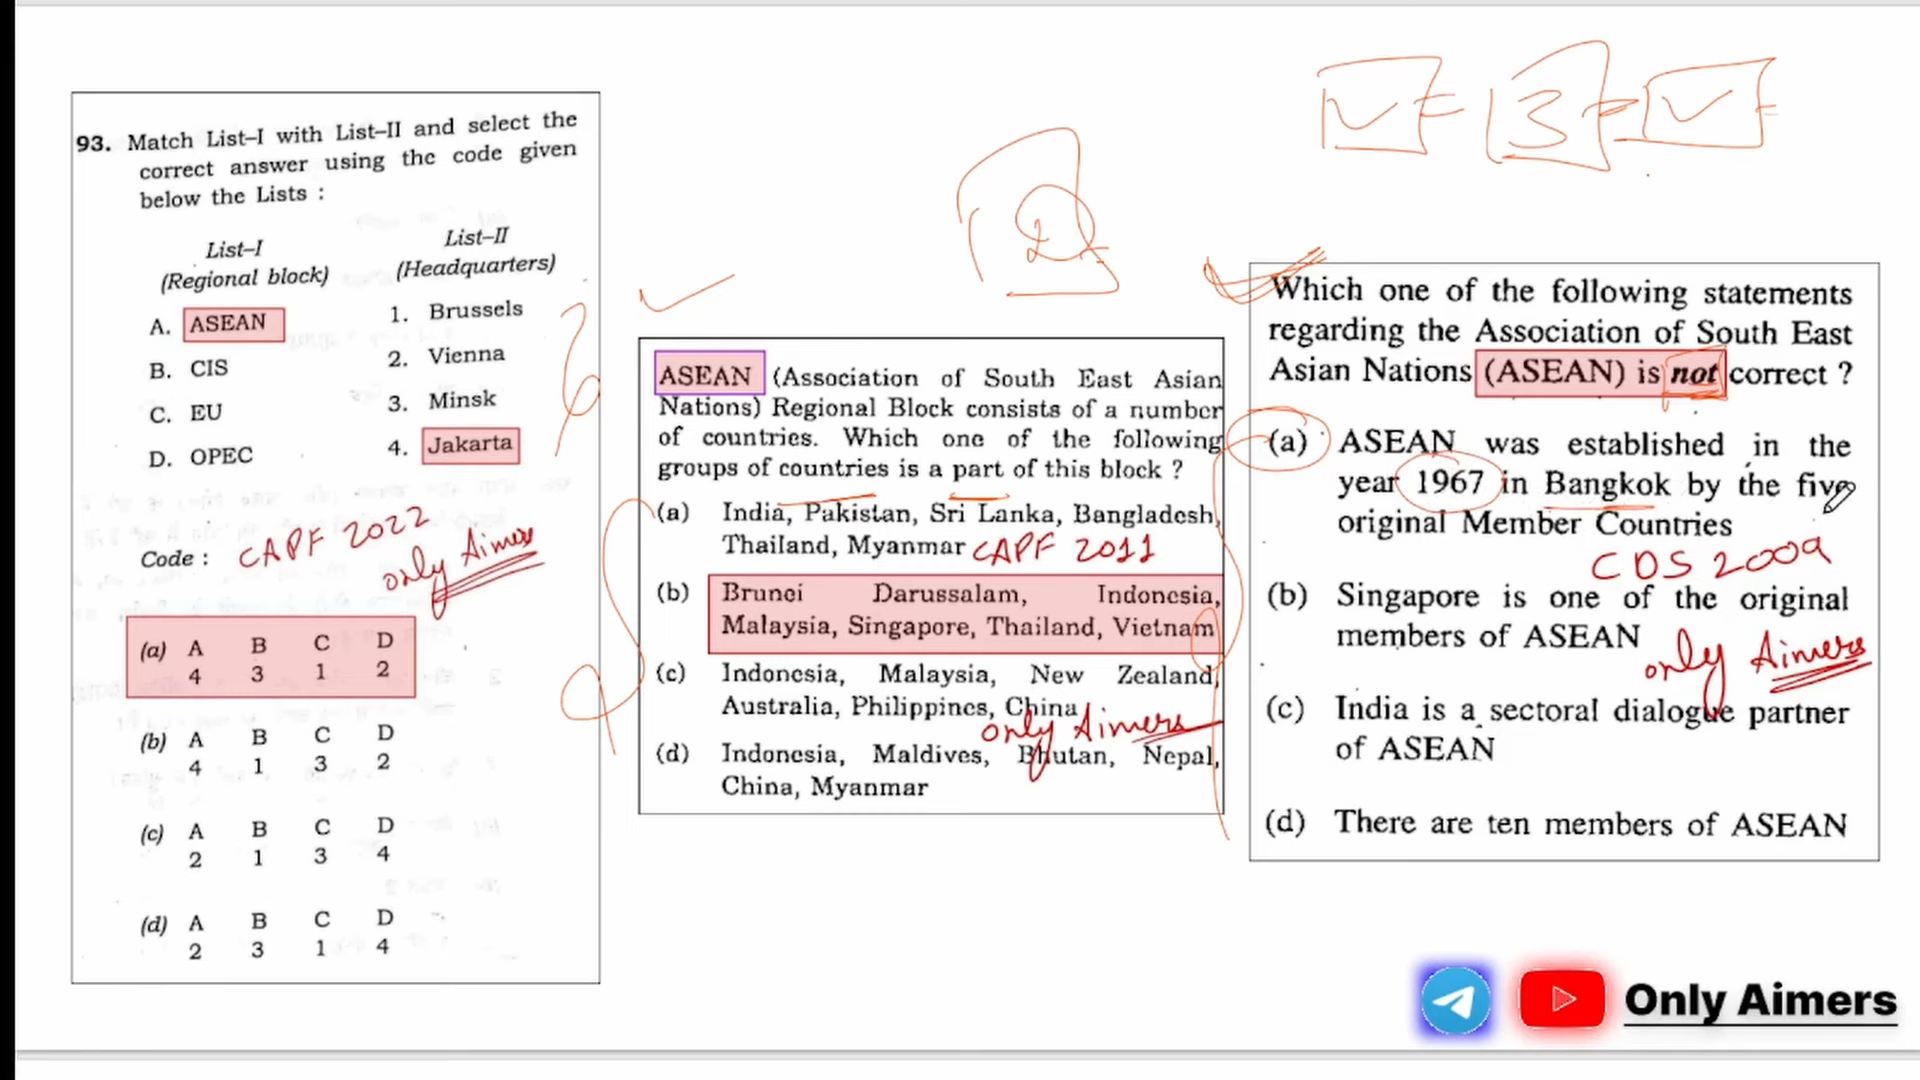 93. Match List–I with List–II and select the
correct answer using the code given
below the Lists :
List–I
(Regional block)
List–II
(Headquarters)
A. ASEAN
1. Brussels
B. CIS
2. Vienna
C. EU
3. Minsk
D. OPEC
4. Jakarta
Code : CAPF 2022
only Aimers
(a) A B C D
4 3 1 2
(b) A B C D
4 1 3 2
(c) A B C D
2 1 3 4
(d) A B C D
2 3 1 4
2
ASEAN (Association of South East Asian
Nations) Regional Block consists of a number
of countries. Which one of the following
groups of countries is a part of this block ?
(a) India, Pakistan, Sri Lanka, Bangladesh,
Thailand, Myanmar CAPF 2011
(b) Brunei Darussalam, Indonesia,
Malaysia, Singapore, Thailand, Vietnam
(c) Indonesia, Malaysia, New Zealand,
Australia, Philippines, China
only Aimers
(d) Indonesia, Maldives, Bhutan, Nepal,
China, Myanmar
3
Which one of the following statements
regarding the Association of South East
Asian Nations (ASEAN) is not correct ?
(a) ASEAN was established in the
year 1967 in Bangkok by the five
original Member Countries
CDS 2009
(b) Singapore is one of the original
members of ASEAN
only Aimers
(c) India is a sectoral dialogue partner
of ASEAN
(d) There are ten members of ASEAN
Only Aimers